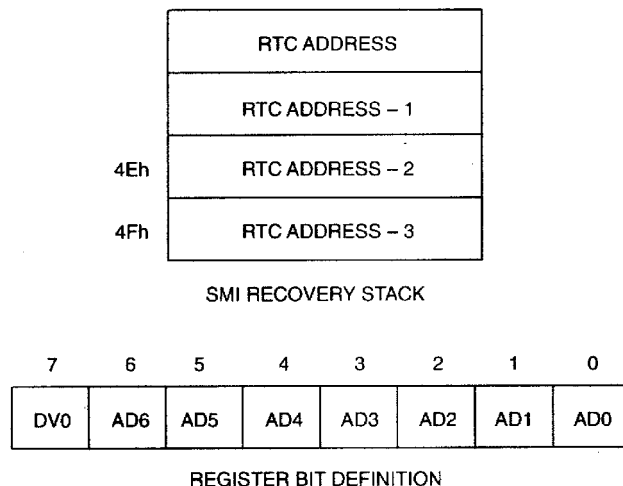 RTC ADDRESS
RTC ADDRESS – 1
4Eh RTC ADDRESS – 2
4Fh RTC ADDRESS – 3
SMI RECOVERY STACK
7 6 5 4 3 2 1 0
DV0 AD6 AD5 AD4 AD3 AD2 AD1 AD0
REGISTER BIT DEFINITION